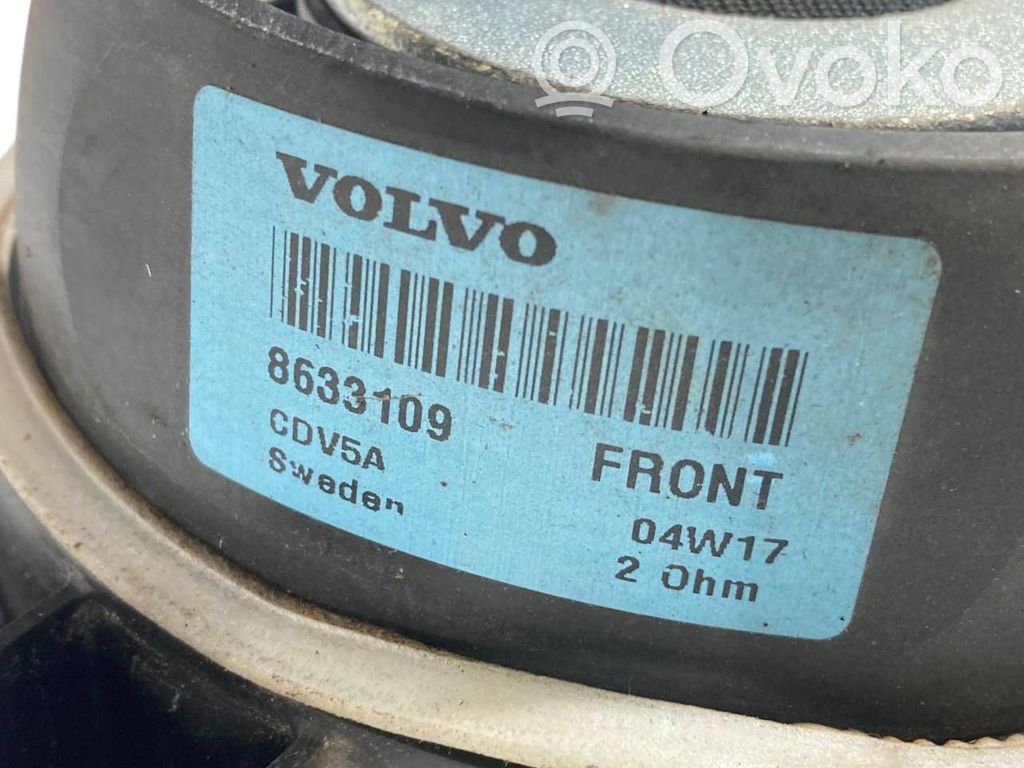 Ovoko
VOLVO
8633109
CDV5A
Sweden
FRONT
04W17
2 Ohm